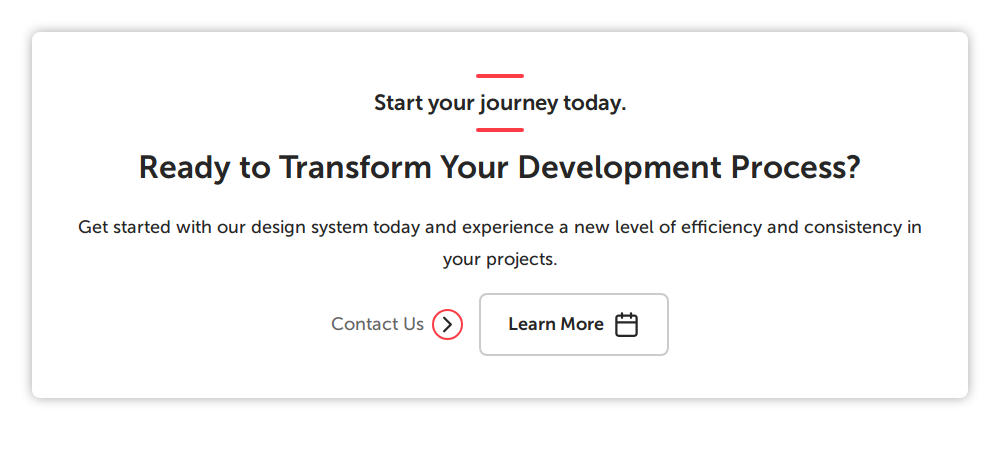 Start your journey today.
Ready to Transform Your Development Process?
Get started with our design system today and experience a new level of efficiency and consistency in
your projects.
Contact Us
Learn More